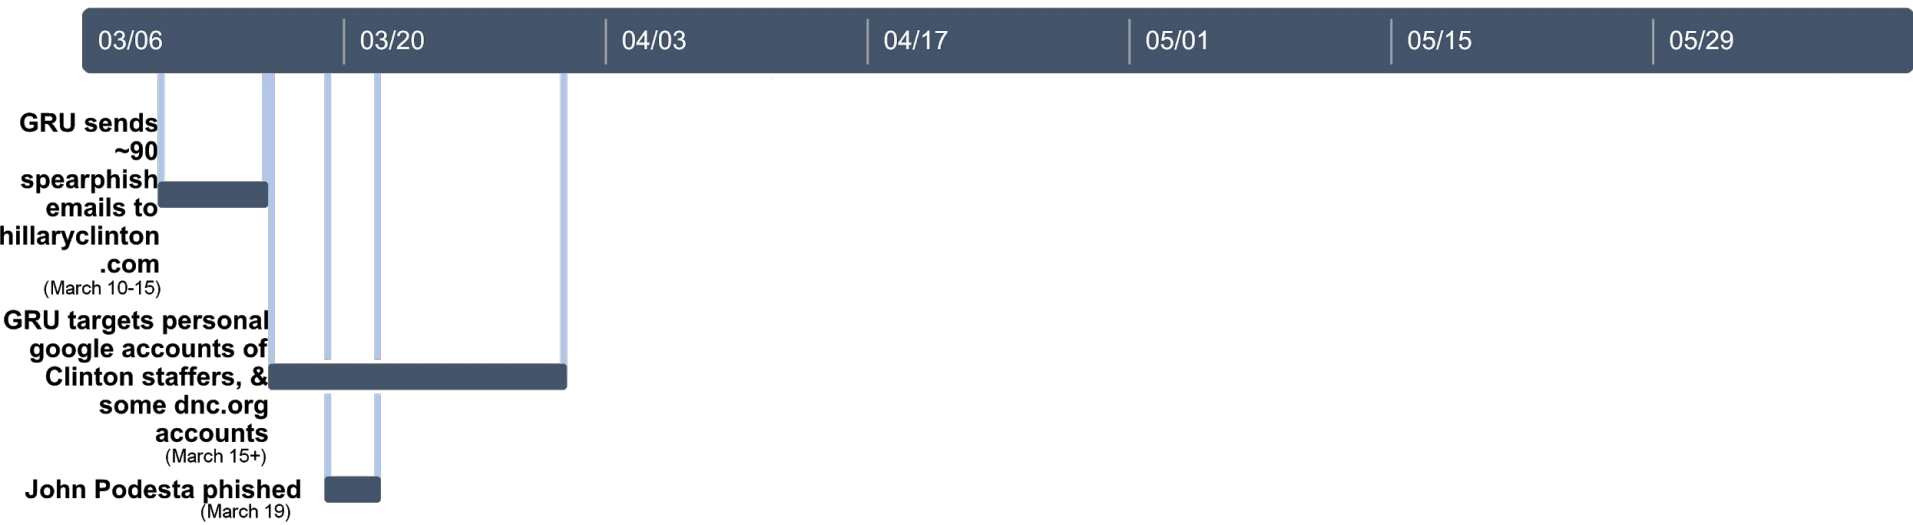 03/06 03/20 04/03 04/17 05/01 05/15 05/29
GRU sends
~90
spearphish
emails to
hillaryclinton
.com
(March 10-15)
GRU targets personal
google accounts of
Clinton staffers, &
some dnc.org
accounts
(March 15+)
John Podesta phished
(March 19)